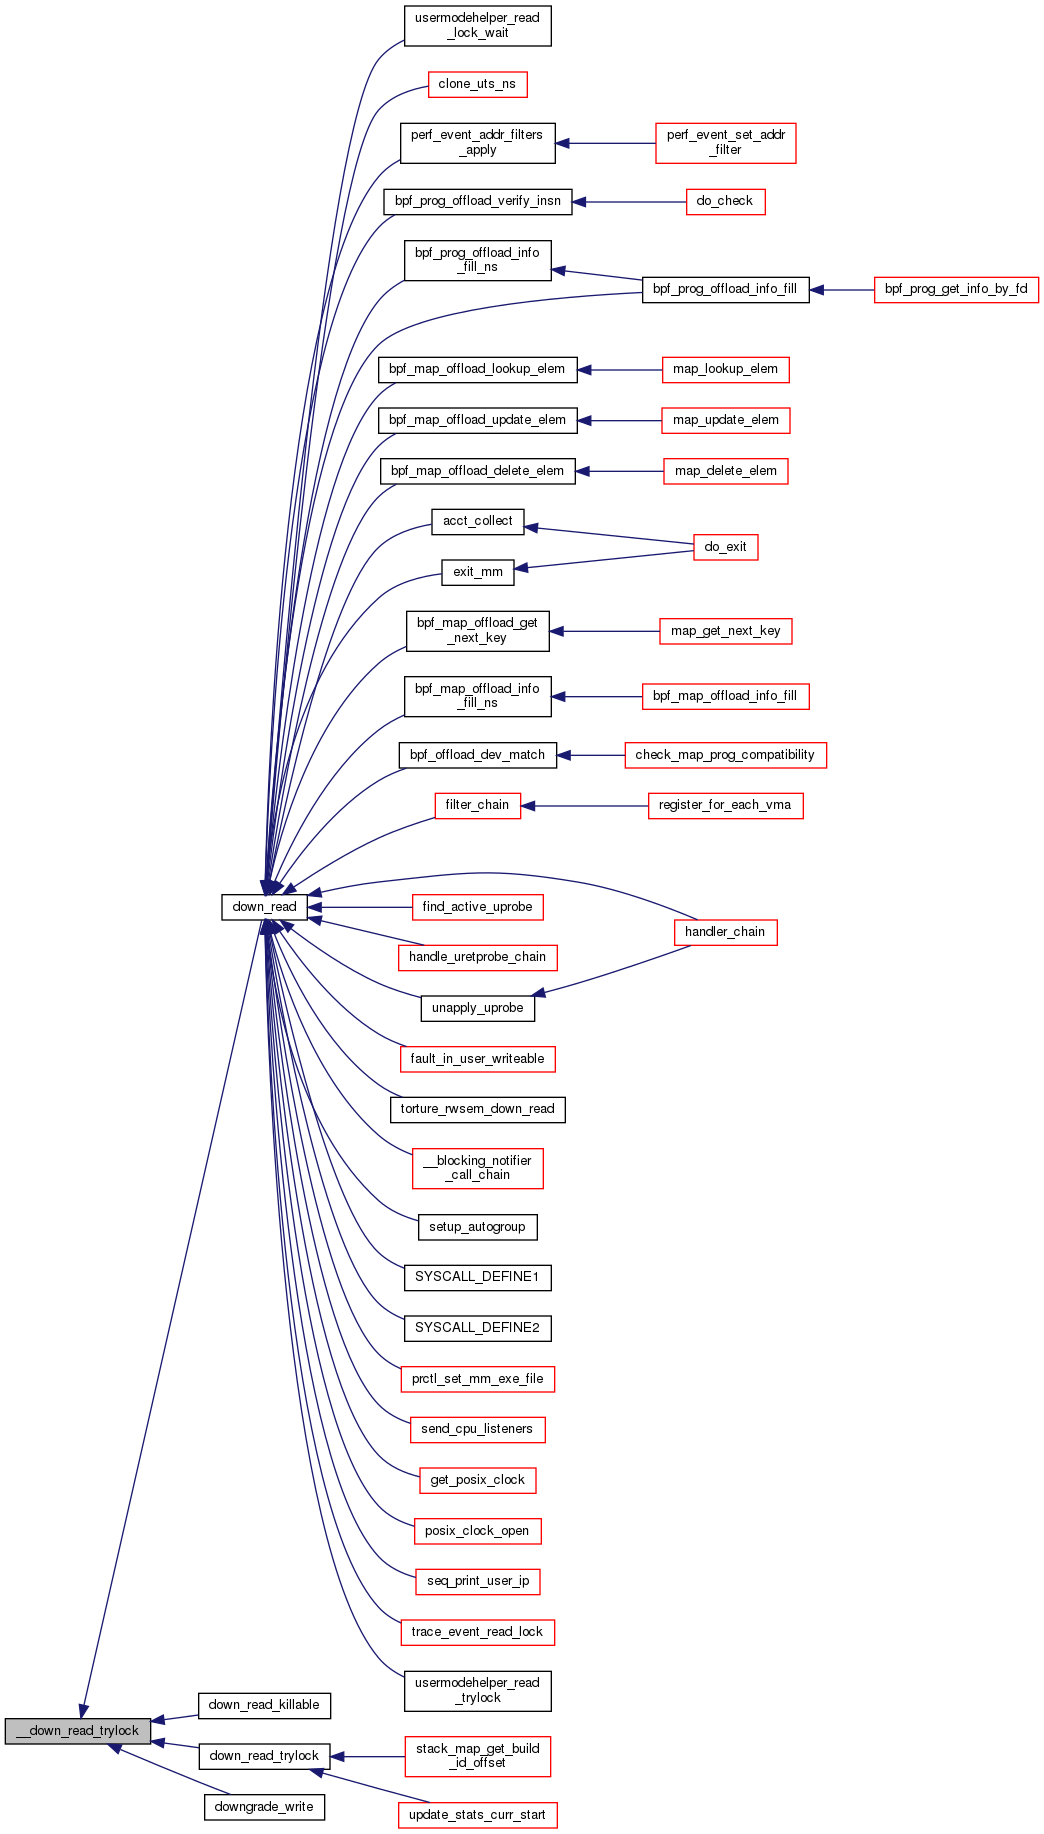 usermodehelper_read
_lock_wait
clone_uts_ns
perf_event_addr_filters
_apply
perf_event_set_addr
_filter
bpf_prog_offload_verify_insn
do_check
bpf_prog_offload_info
_fill_ns
bpf_prog_offload_info_fill
bpf_prog_get_info_by_fd
bpf_map_offload_lookup_elem
map_lookup_elem
bpf_map_offload_update_elem
map_update_elem
bpf_map_offload_delete_elem
map_delete_elem
acct_collect
do_exit
exit_mm
bpf_map_offload_get
_next_key
map_get_next_key
bpf_map_offload_info
_fill_ns
bpf_map_offload_info_fill
bpf_offload_dev_match
check_map_prog_compatibility
filter_chain
register_for_each_vma
down_read
find_active_uprobe
handler_chain
handle_uretprobe_chain
unapply_uprobe
fault_in_user_writeable
torture_rwsem_down_read
__blocking_notifier
_call_chain
setup_autogroup
SYSCALL_DEFINE1
SYSCALL_DEFINE2
prctl_set_mm_exe_file
send_cpu_listeners
get_posix_clock
posix_clock_open
seq_print_user_ip
trace_event_read_lock
usermodehelper_read
_trylock
down_read_killable
__down_read_trylock
down_read_trylock
stack_map_get_build
_id_offset
downgrade_write
update_stats_curr_start